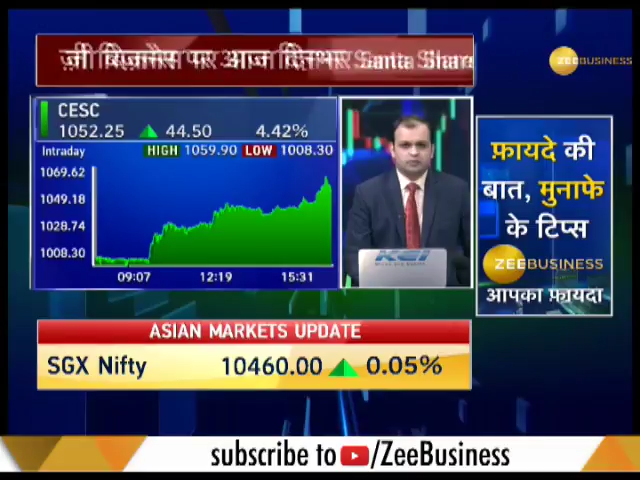 ज़ी बिज़नेस पर आज दिनभर Santa Share
ZEEBUSINESS
CESC
1052.25 44.50 4.42%
Intraday HIGH 1059.90 LOW 1008.30
1069.62
1049.18
1028.74
1008.30
09:07 12:19 15:31
KCI
फ़ायदे की
बात, मुनाफे
के टिप्स
ZEEBUSINESS
आपका फ़ायदा
ASIAN MARKETS UPDATE
SGX Nifty 10460.00 0.05%
subscribe to /ZeeBusiness